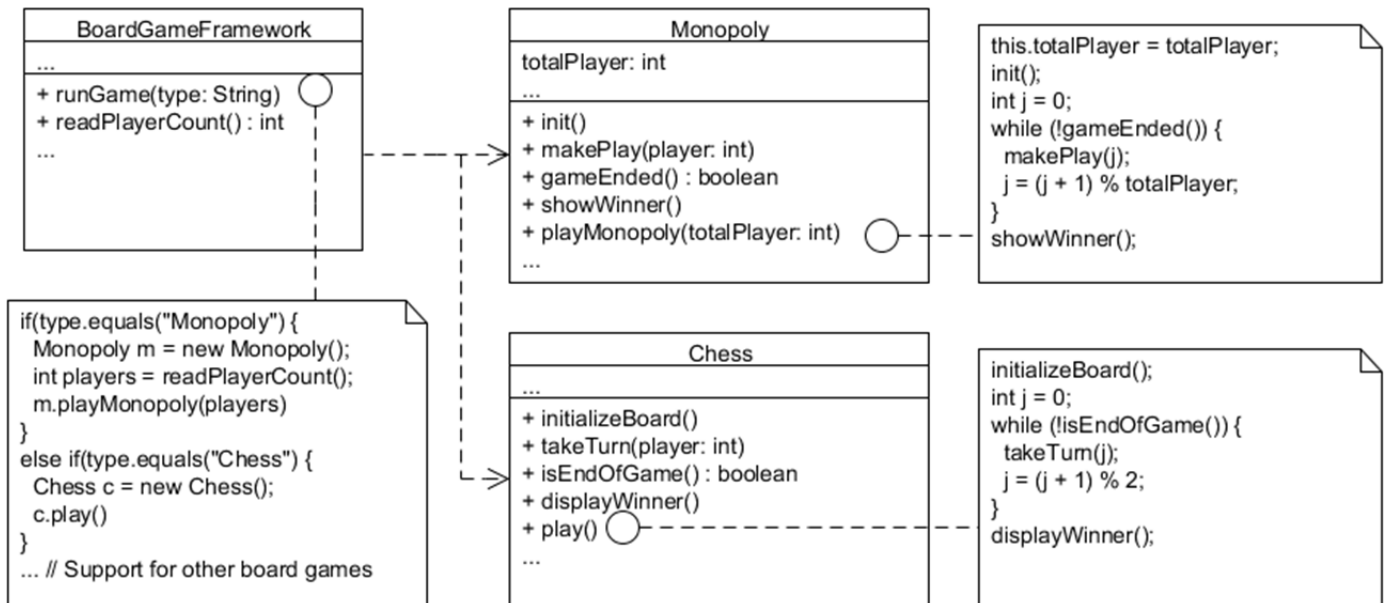 BoardGameFramework
...
+ runGame(type: String)
+ readPlayerCount() : int
...
Monopoly
totalPlayer: int
...
+ init()
+ makePlay(player: int)
+ gameEnded() : boolean
+ showWinner()
+ playMonopoly(totalPlayer: int)
...
this.totalPlayer = totalPlayer;
init();
int j = 0;
while (!gameEnded()) {
makePlay(j);
j = (j + 1) % totalPlayer;
}
showWinner();
if(type.equals("Monopoly") {
Monopoly m = new Monopoly();
int players = readPlayerCount();
m.playMonopoly(players)
}
else if(type.equals("Chess") {
Chess c = new Chess();
c.play()
}
... // Support for other board games
Chess
...
+ initializeBoard()
+ takeTurn(player: int)
+ isEndOfGame() : boolean
+ displayWinner()
+ play()
...
initializeBoard();
int j = 0;
while (!isEndOfGame()) {
takeTurn(j);
j = (j + 1) % 2;
}
displayWinner();